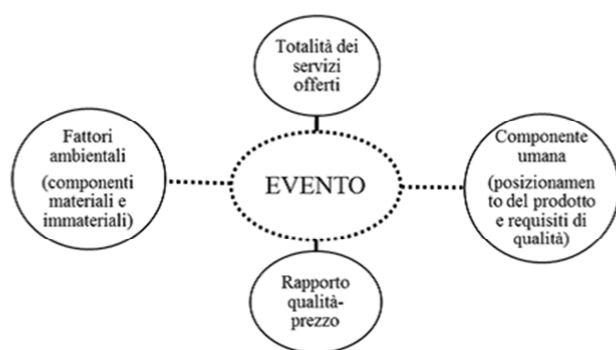 Totalità dei
servizi
offerti
Fattori
ambientali
(componenti
materiali e
immateriali)
EVENTO
Componente
umana
(posizionamen
to del prodotto
e requisiti di
qualità)
Rapporto
qualità-
prezzo